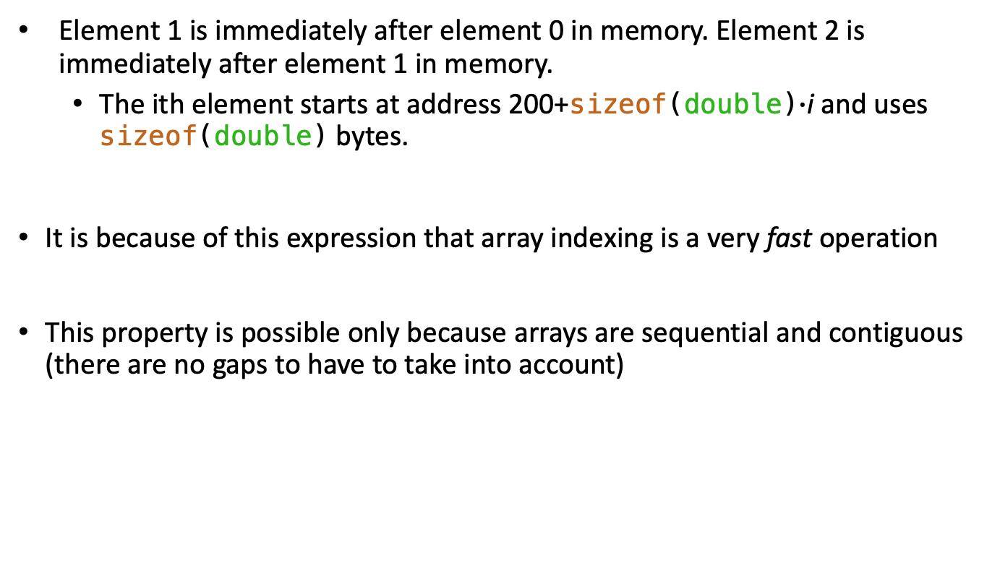 • Element 1 is immediately after element 0 in memory. Element 2 is
immediately after element 1 in memory.
• The ith element starts at address 200+sizeof(double)·i and uses
sizeof(double) bytes.
• It is because of this expression that array indexing is a very fast operation
• This property is possible only because arrays are sequential and contiguous
(there are no gaps to have to take into account)